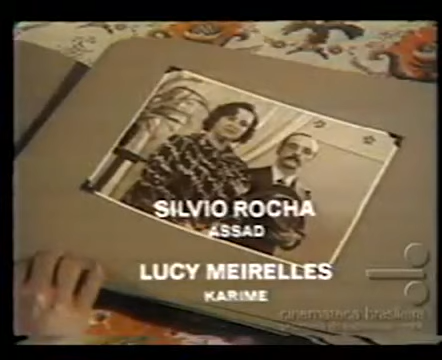 SILVIO ROCHA
ASSAD
LUCY MEIRELLES
KARIME
cinemateca brasileira